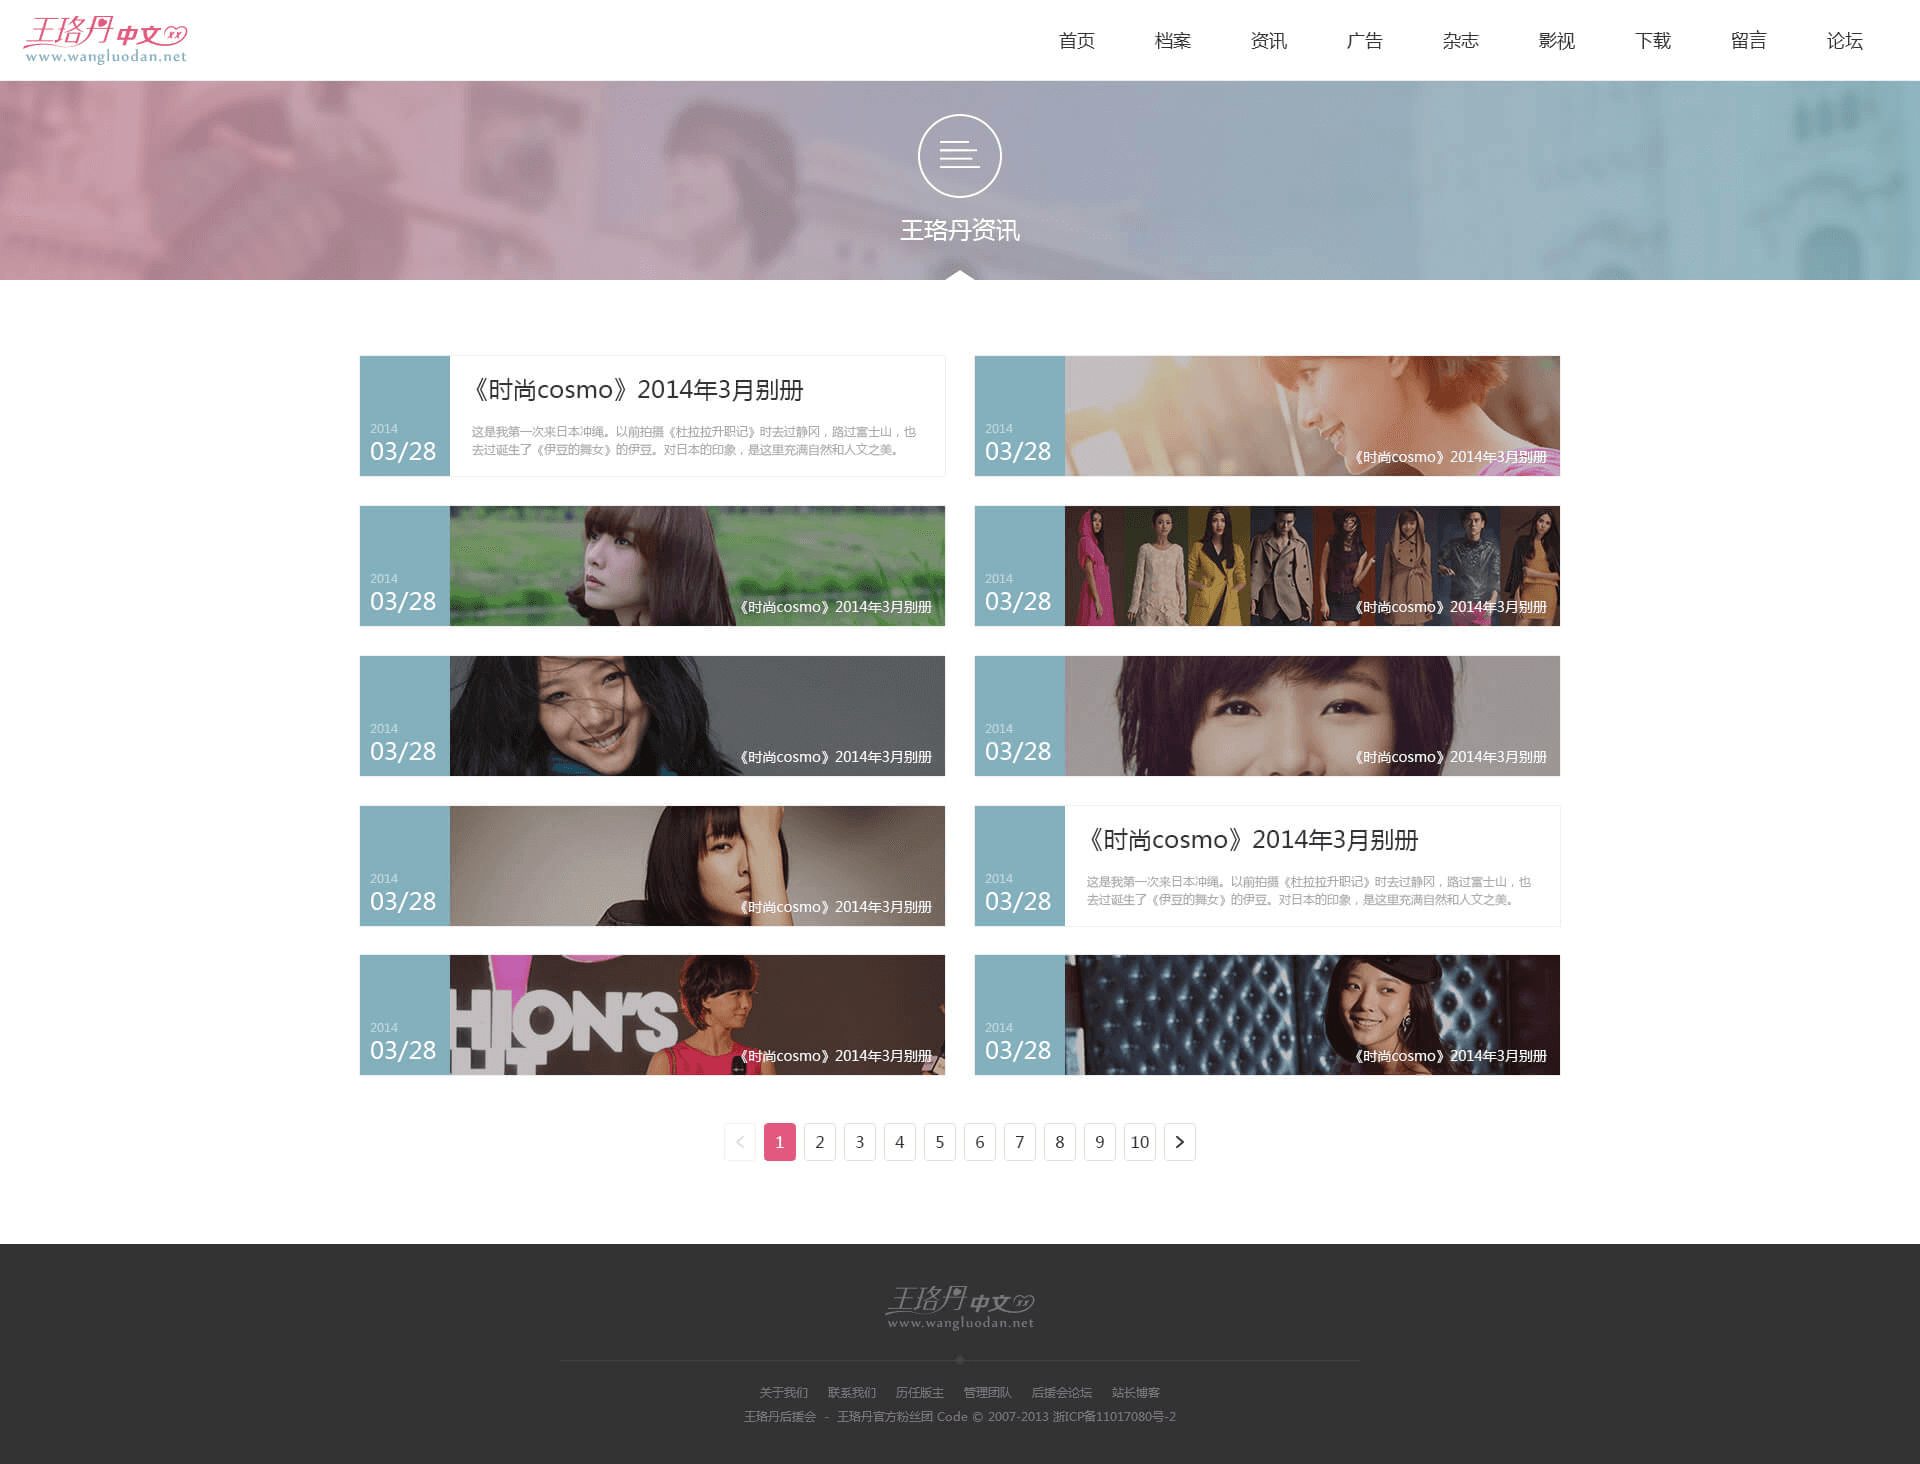 王珞丹中文
www.wangluodan.net
首页 档案 资讯 广告 杂志 影视 下载 留言 论坛
王珞丹资讯
2014
03/28
《时尚cosmo》2014年3月别册
这是我第一次来日本冲绳。以前拍摄《杜拉拉升职记》时去过静冈，路过富士山，也
去过诞生了《伊豆的舞女》的伊豆。对日本的印象，是这里充满自然和人文之美。
2014
03/28
《时尚cosmo》2014年3月别册
2014
03/28
《时尚cosmo》2014年3月别册
2014
03/28
《时尚cosmo》2014年3月别册
2014
03/28
《时尚cosmo》2014年3月别册
2014
03/28
《时尚cosmo》2014年3月别册
2014
03/28
《时尚cosmo》2014年3月别册
2014
03/28
《时尚cosmo》2014年3月别册
这是我第一次来日本冲绳。以前拍摄《杜拉拉升职记》时去过静冈，路过富士山，也
去过诞生了《伊豆的舞女》的伊豆。对日本的印象，是这里充满自然和人文之美。
2014
03/28
HION'S
《时尚cosmo》2014年3月别册
2014
03/28
《时尚cosmo》2014年3月别册
< 1 2 3 4 5 6 7 8 9 10 >
王珞丹中文
www.wangluodan.net
关于我们 联系我们 历任版主 管理团队 后援会论坛 站长博客
王珞丹后援会 - 王珞丹官方粉丝团 Code © 2007-2013 浙ICP备11017080号-2